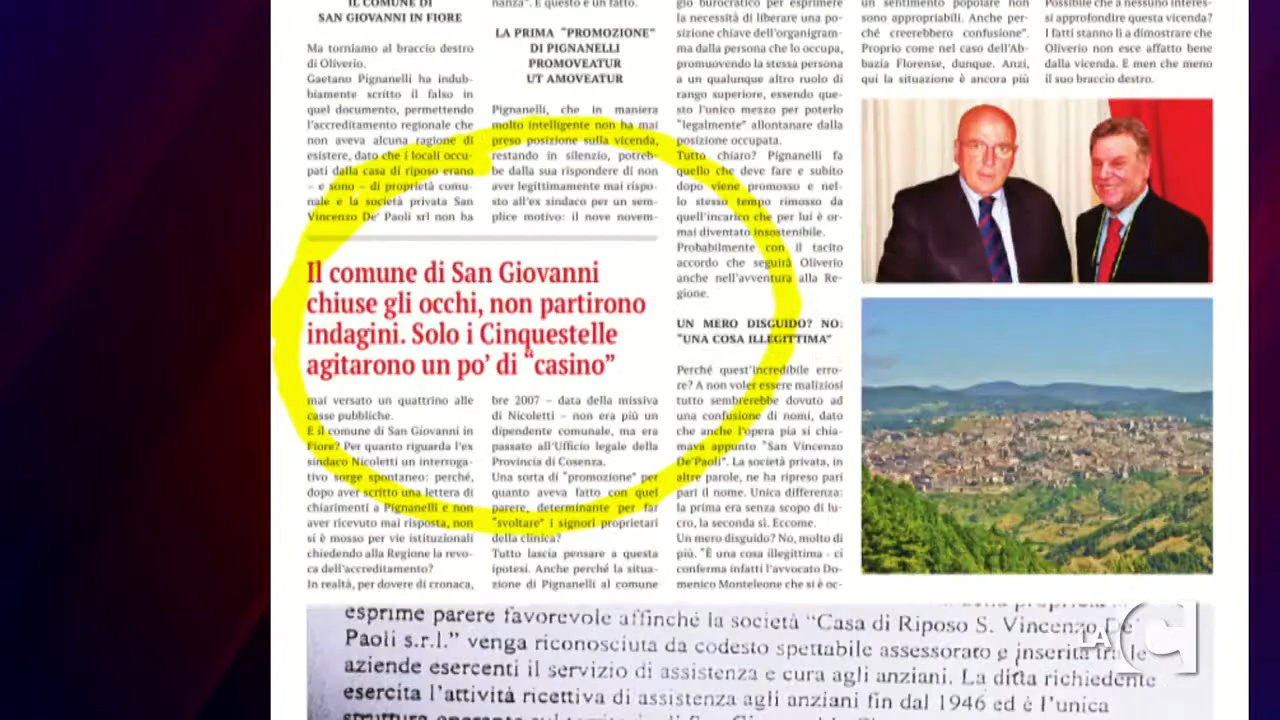 IL COMUNE DI
SAN GIOVANNI IN FIORE
Ma torniamo al braccio destro
di Oliverio.
Gaetano Pignanelli ha indub-
biamente scritto il falso in
quel documento, permettendo
l'accreditamento regionale che
non aveva alcuna ragione di
esistere, dato che i locali occu-
pati dalla casa di riposo erano
– e sono – di proprietà comu-
nale e la società privata San
Vincenzo De' Paoli srl non ha
nanza". E questo è un fatto.
LA PRIMA "PROMOZIONE"
DI PIGNANELLI
PROMOVEATUR
UT AMOVEATUR
Pignanelli, che in maniera
molto intelligente non ha mai
preso posizione sulla vicenda,
restando in silenzio, potreb-
be dalla sua rispondere di non
aver legittimamente mai rispo-
sto all'ex sindaco per un sem-
plice motivo: il nove novem-
Il comune di San Giovanni
chiuse gli occhi, non partirono
indagini. Solo i Cinquestelle
agitarono un po' di "casino"
mai versato un quattrino alle
casse pubbliche.
E il comune di San Giovanni in
Fiore? Per quanto riguarda l'ex
sindaco Nicoletti un interroga-
tivo sorge spontaneo: perché,
dopo aver scritto una lettera di
chiarimenti a Pignanelli e non
aver ricevuto mai risposta, non
si è mosso per vie istituzionali
chiedendo alla Regione la revo-
ca dell'accreditamento?
In realtà, per dovere di cronaca,
bre 2007 – data della missiva
di Nicoletti – non era più un
dipendente comunale, ma era
passato all'Ufficio legale della
Provincia di Cosenza.
Una sorta di "promozione" per
quanto aveva fatto con quel
parere, determinante per far
"svoltare" i signori proprietari
della clinica?
Tutto lascia pensare a questa
ipotesi. Anche perché la situa-
zione di Pignanelli al comune
gio burocratico per esprimere
la necessità di liberare una po-
sizione chiave dell'organigram-
ma dalla persona che lo occupa,
promuovendo la stessa persona
a un qualunque altro ruolo di
rango superiore, essendo que-
sto l'unico mezzo per poterlo
"legalmente" allontanare dalla
posizione occupata.
Tutto chiaro? Pignanelli fa
quello che deve fare e subito
dopo viene promosso e nel-
lo stesso tempo rimosso da
quell'incarico che per lui è or-
mai diventato insostenibile.
Probabilmente con il tacito
accordo che seguirà Oliverio
anche nell'avventura alla Re-
gione.
UN MERO DISGUIDO? NO:
"UNA COSA ILLEGITTIMA"
Perché quest'incredibile erro-
re? A non voler essere maliziosi
tutto sembrerebbe dovuto ad
una confusione di nomi, dato
che anche l'opera pia si chia-
mava appunto "San Vincenzo
De'Paoli". La società privata, in
altre parole, ne ha ripreso pari
pari il nome. Unica differenza:
la prima era senza scopo di lu-
cro, la seconda sì. Eccome.
Un mero disguido? No, molto di
più. "È una cosa illegittima - ci
conferma infatti l'avvocato Do-
menico Monteleone che si è oc-
un sentimento popolare non
sono appropriabili. Anche per-
ché creerebbero confusione".
Proprio come nel caso dell'Ab-
bazia Florense, dunque. Anzi,
qui la situazione è ancora più
Possibile che a nessuno interes-
si approfondire questa vicenda?
I fatti stanno lì a dimostrare che
Oliverio non esce affatto bene
dalla vicenda. E men che meno
il suo braccio destro.
esprime parere favorevole affinché la società "Casa di Riposo S. Vincenzo De'
Paoli s.r.l." venga riconosciuta da codesto spettabile assessorato e inserita tra le
aziende esercenti il servizio di assistenza e cura agli anziani. La ditta richiedente
esercita l'attività ricettiva di assistenza agli anziani fin dal 1946 ed è l'unica
LA C